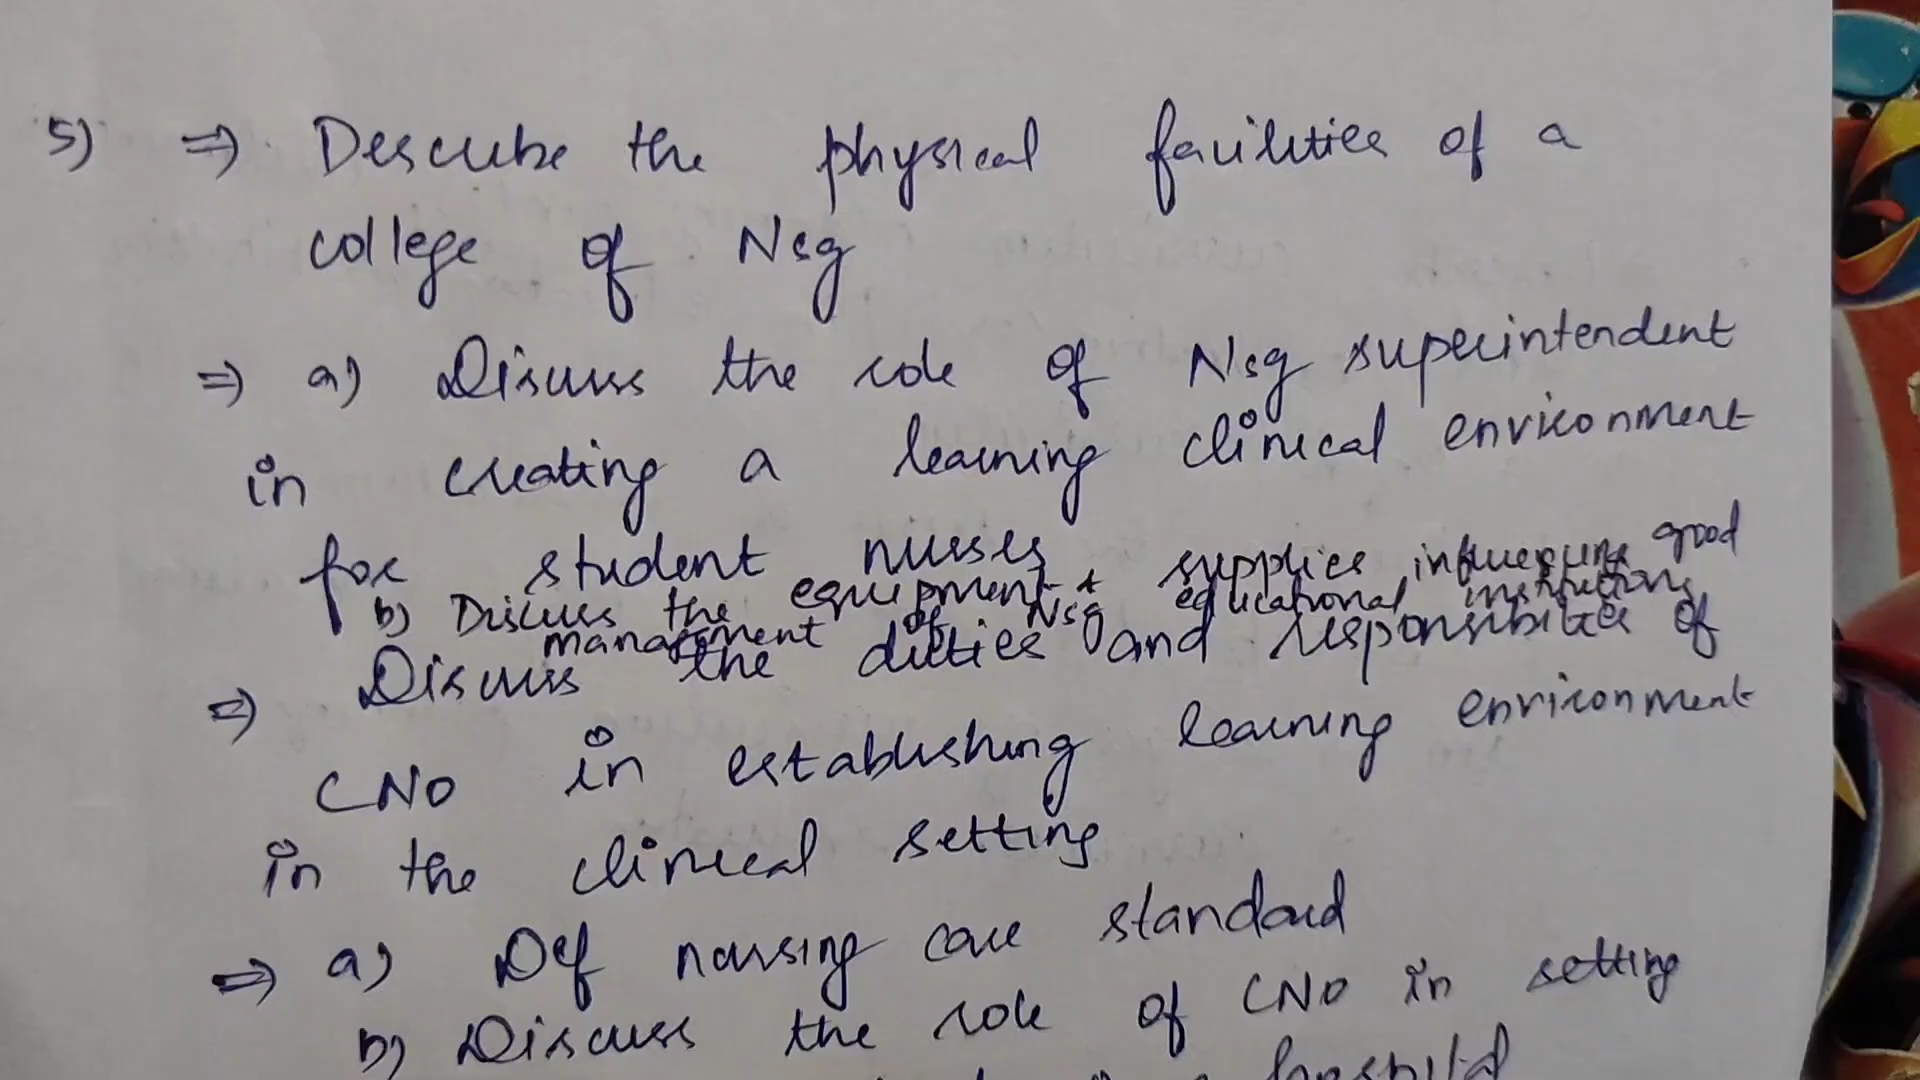 5) ⇒ Describe the physical facilities of a
college of Nsg
⇒ a) Discuss the role of Nsg superintendent
in creating a learning clinical environment
for student nurses
b) Discuss the equipment & supplies influencing good
management of Nsg educational institutions
⇒ Discuss the duties and responsibilites of
CNO in establishing learning environment
in the clinical setting
⇒ a) Def nursing care standard
b) Discuss the role of CNO in setting
hospital